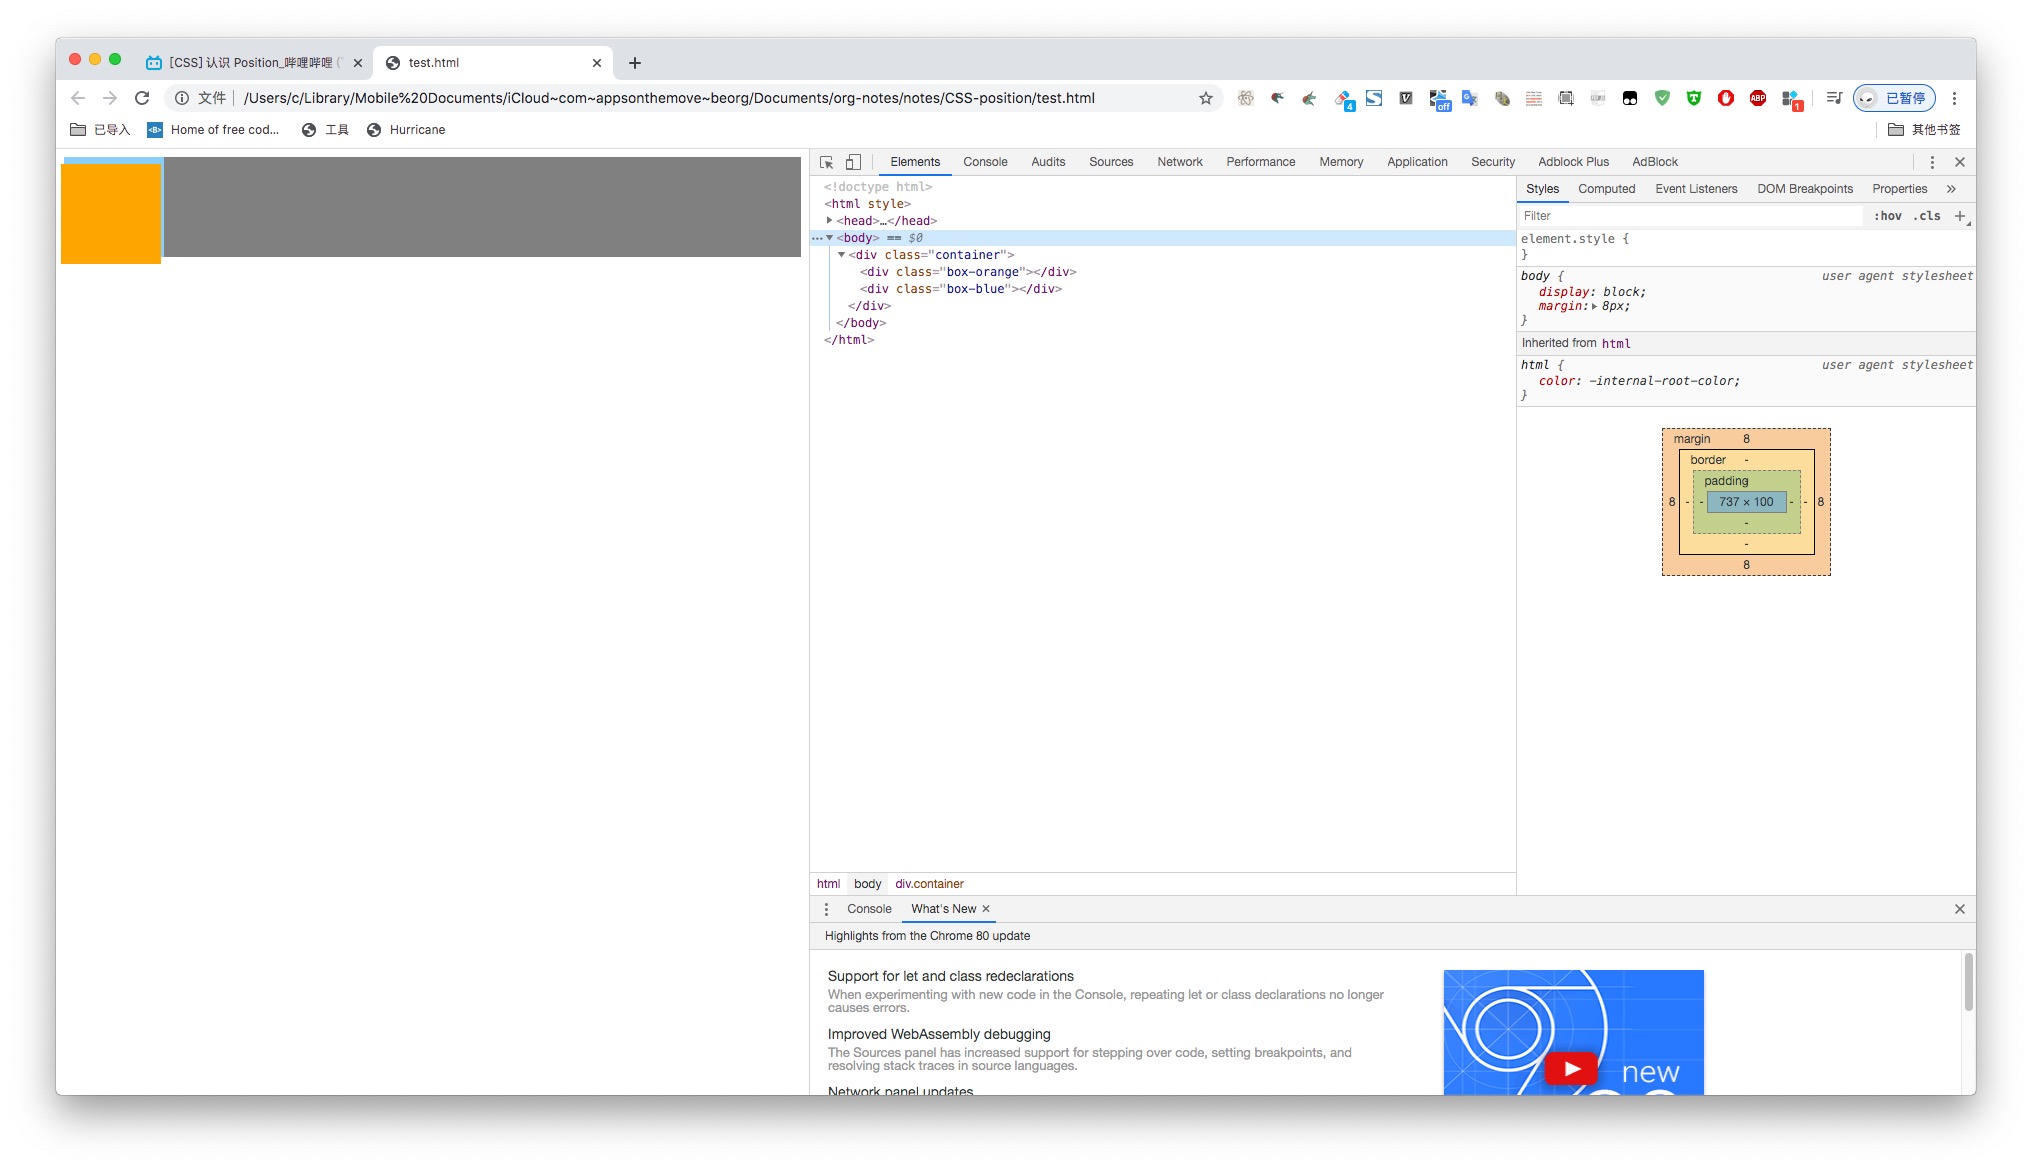 [CSS] 认识 Position_哔哩哔哩 (
test.html
文件 /Users/c/Library/Mobile%20Documents/iCloud~com~appsonthemove~beorg/Documents/org-notes/notes/CSS-position/test.html
4
off
ABP
1
已暂停
已导入 <B> Home of free cod... 工具 Hurricane 其他书签
Elements Console Audits Sources Network Performance Memory Application Security Adblock Plus AdBlock
<!doctype html>
<html style>
<head>…</head>
<body> == $0
<div class="container">
<div class="box-orange"></div>
<div class="box-blue"></div>
</div>
</body>
</html>
Styles Computed Event Listeners DOM Breakpoints Properties »
Filter :hov .cls +
element.style {
}
body { user agent stylesheet
display: block;
margin: 8px;
}
Inherited from html
html { user agent stylesheet
color: -internal-root-color;
}
margin 8
border -
padding
8 - - 737 × 100 - - 8
-
-
8
html body div.container
Console What's New
Highlights from the Chrome 80 update
Support for let and class redeclarations
When experimenting with new code in the Console, repeating let or class declarations no longer
causes errors.
Improved WebAssembly debugging
The Sources panel has increased support for stepping over code, setting breakpoints, and
resolving stack traces in source languages.
Network panel updates
new